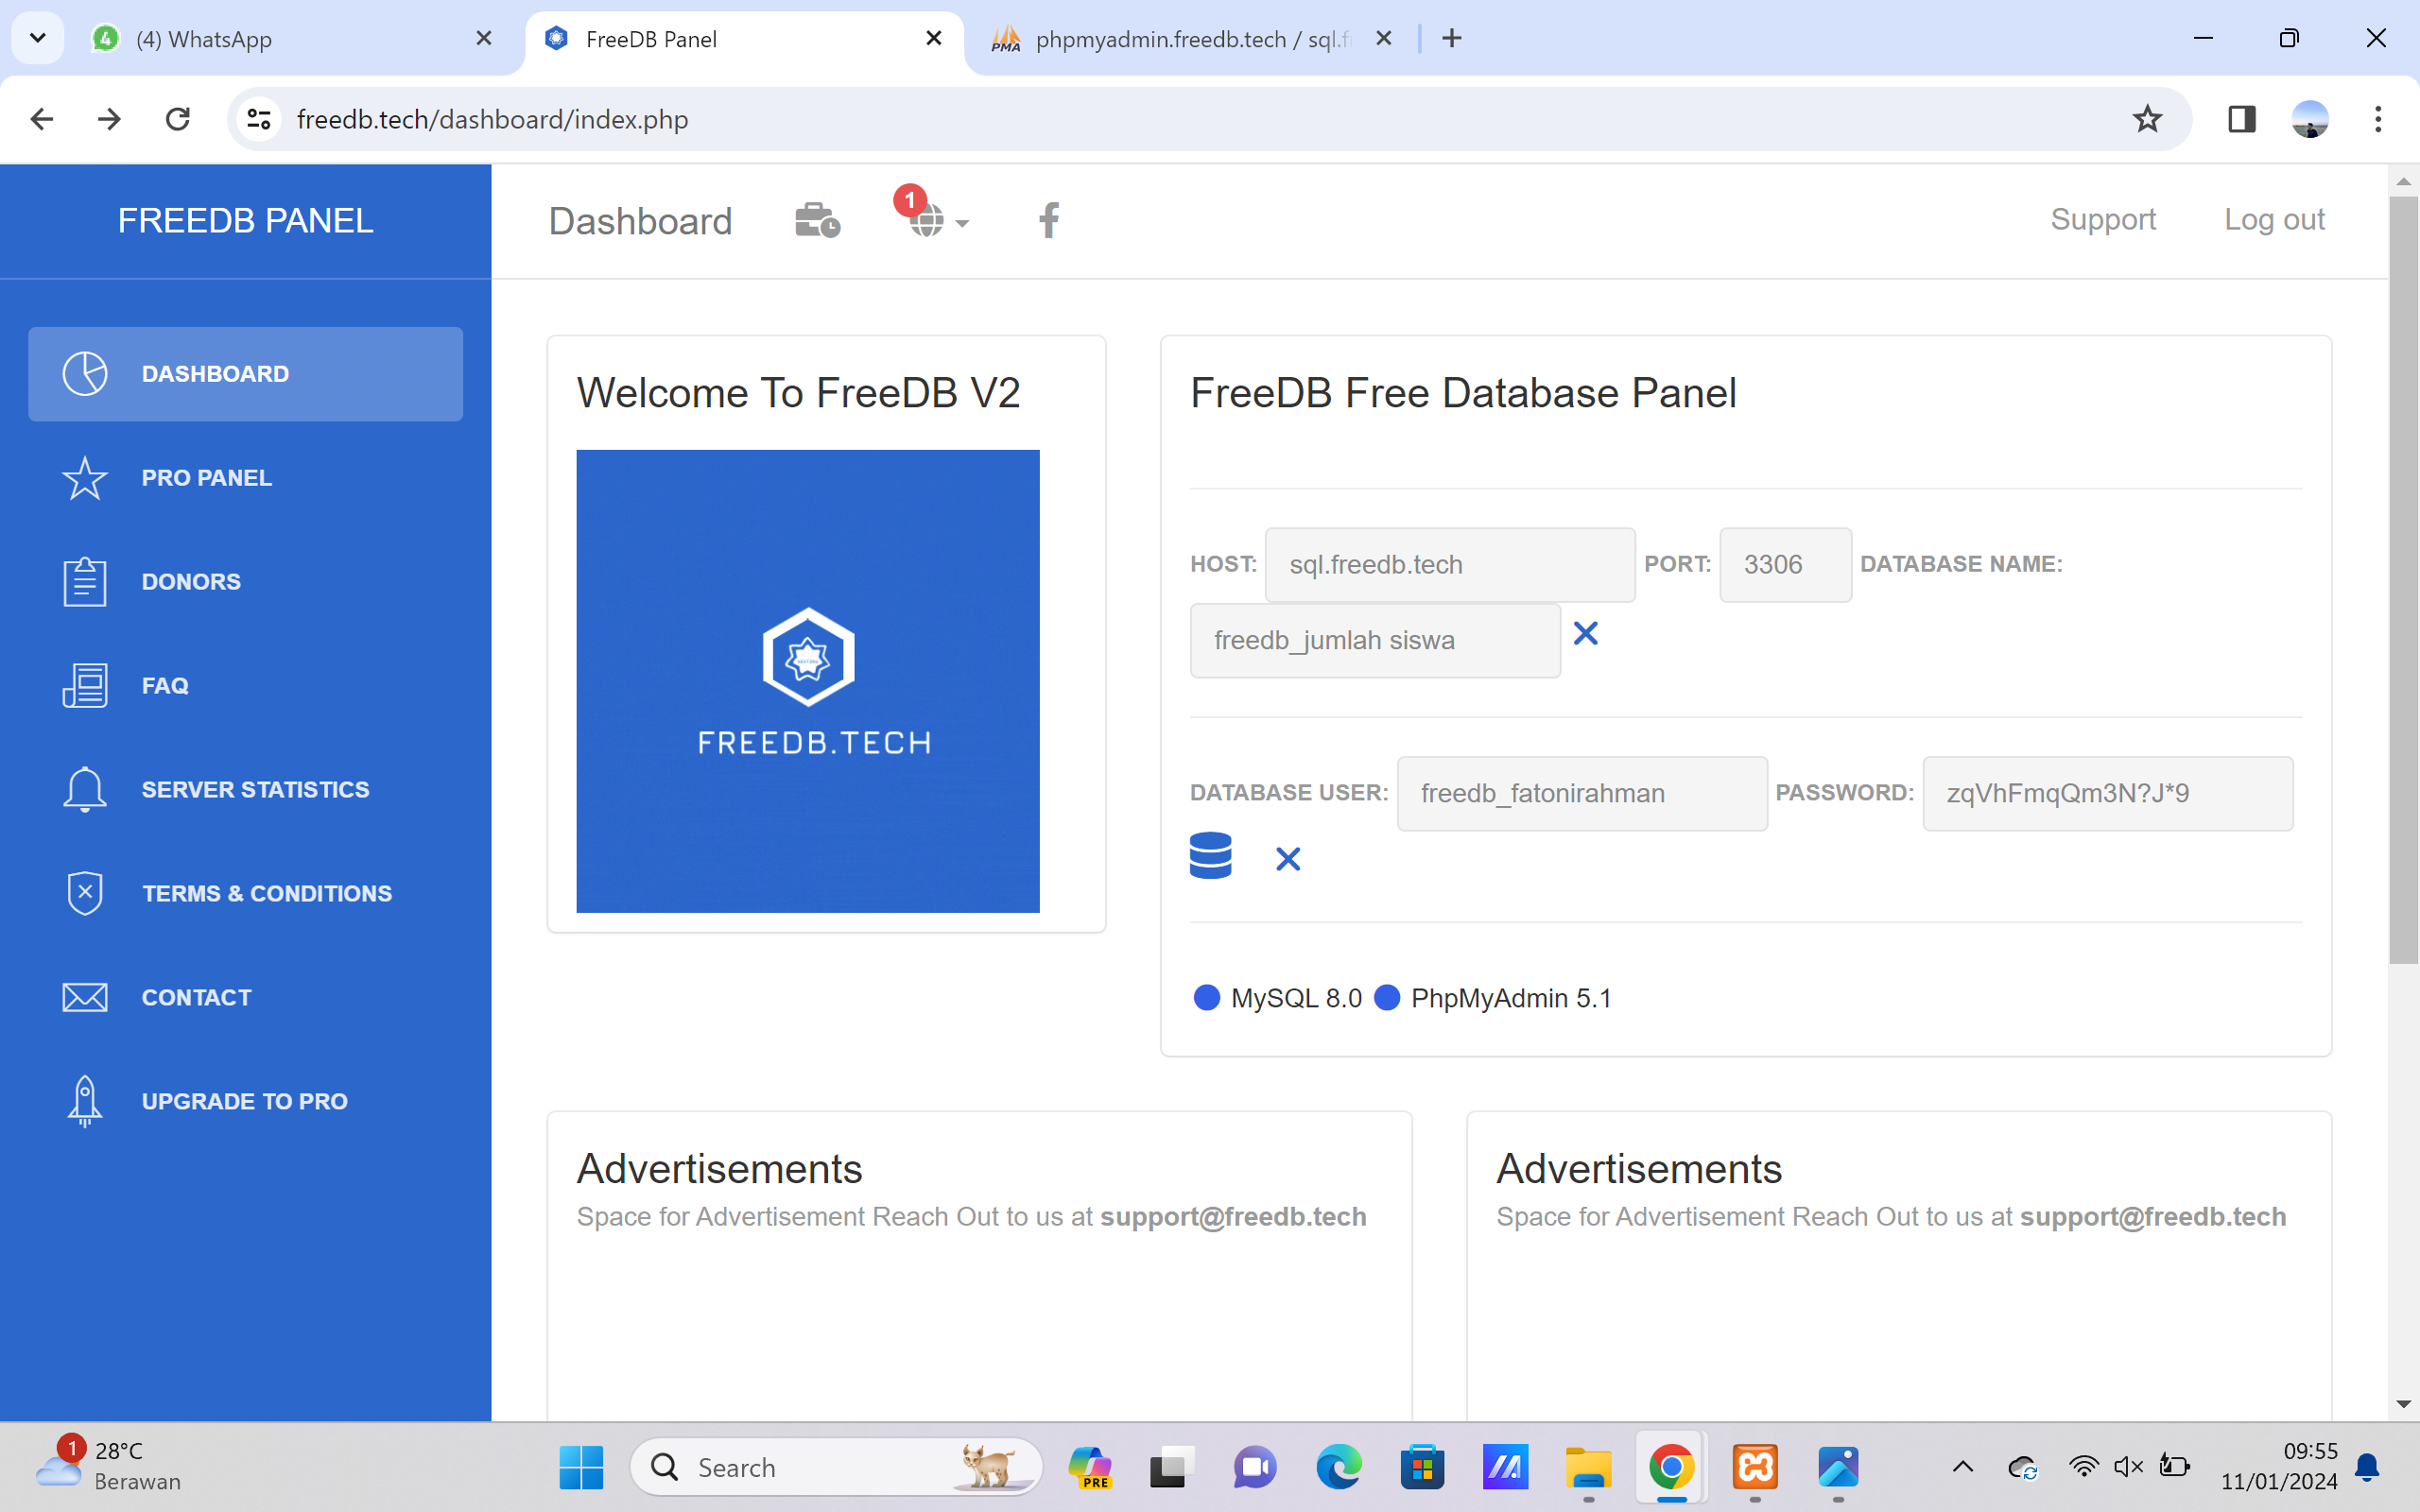 (4) WhatsApp
FreeDB Panel
phpmyadmin.freedb.tech / sql.f
freedb.tech/dashboard/index.php
FREEDB PANEL
Dashboard
1
Support
Log out
DASHBOARD
PRO PANEL
DONORS
FAQ
SERVER STATISTICS
TERMS & CONDITIONS
CONTACT
UPGRADE TO PRO
Welcome To FreeDB V2
FREEDB.TECH
FreeDB Free Database Panel
HOST: sql.freedb.tech PORT: 3306 DATABASE NAME:
freedb_jumlah siswa
DATABASE USER: freedb_fatonirahman PASSWORD: zqVhFmqQm3N?J*9
MySQL 8.0 PhpMyAdmin 5.1
Advertisements
Space for Advertisement Reach Out to us at support@freedb.tech
Advertisements
Space for Advertisement Reach Out to us at support@freedb.tech
1
28°C
Berawan
Search
PRE
09:55
11/01/2024